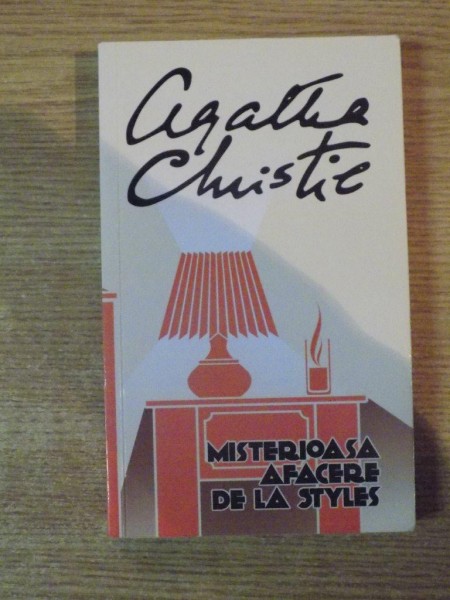 Agatha
Christie
MISTERIOASA
AFACERE
DE LA STYLES